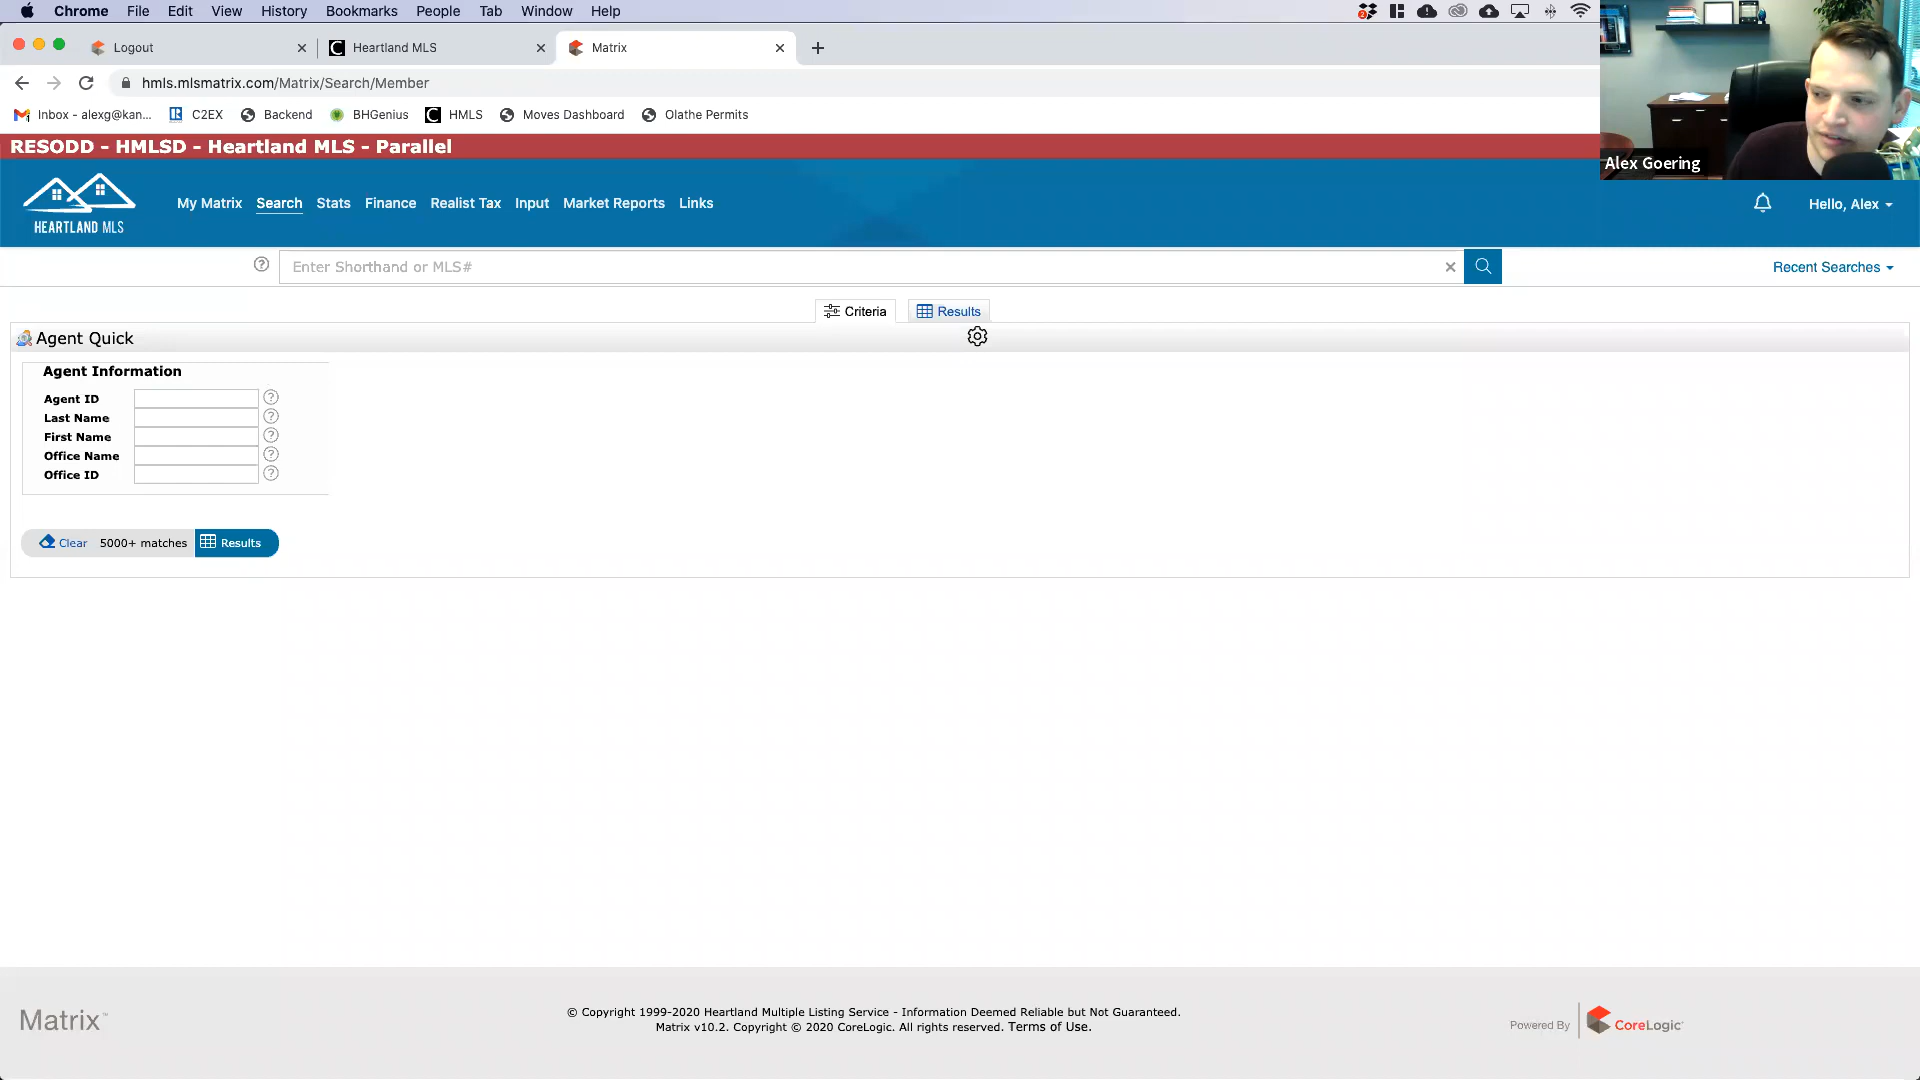 Chrome File Edit View History Bookmarks People Tab Window Help
2
Logout
Heartland MLS
Matrix
hmls.mlsmatrix.com/Matrix/Search/Member
Inbox - alexg@kan...
C2EX
Backend
BHGenius
HMLS
Moves Dashboard
Olathe Permits
Alex Goering
RESODD - HMLSD - Heartland MLS - Parallel
HEARTLAND MLS
My Matrix Search Stats Finance Realist Tax Input Market Reports Links
Hello, Alex
Enter Shorthand or MLS#
Recent Searches
Criteria
Results
Agent Quick
Agent Information
Agent ID
Last Name
First Name
Office Name
Office ID
Clear 5000+ matches Results
Matrix™
© Copyright 1999-2020 Heartland Multiple Listing Service - Information Deemed Reliable but Not Guaranteed.
Matrix v10.2. Copyright © 2020 CoreLogic. All rights reserved. Terms of Use.
Powered By
CoreLogic